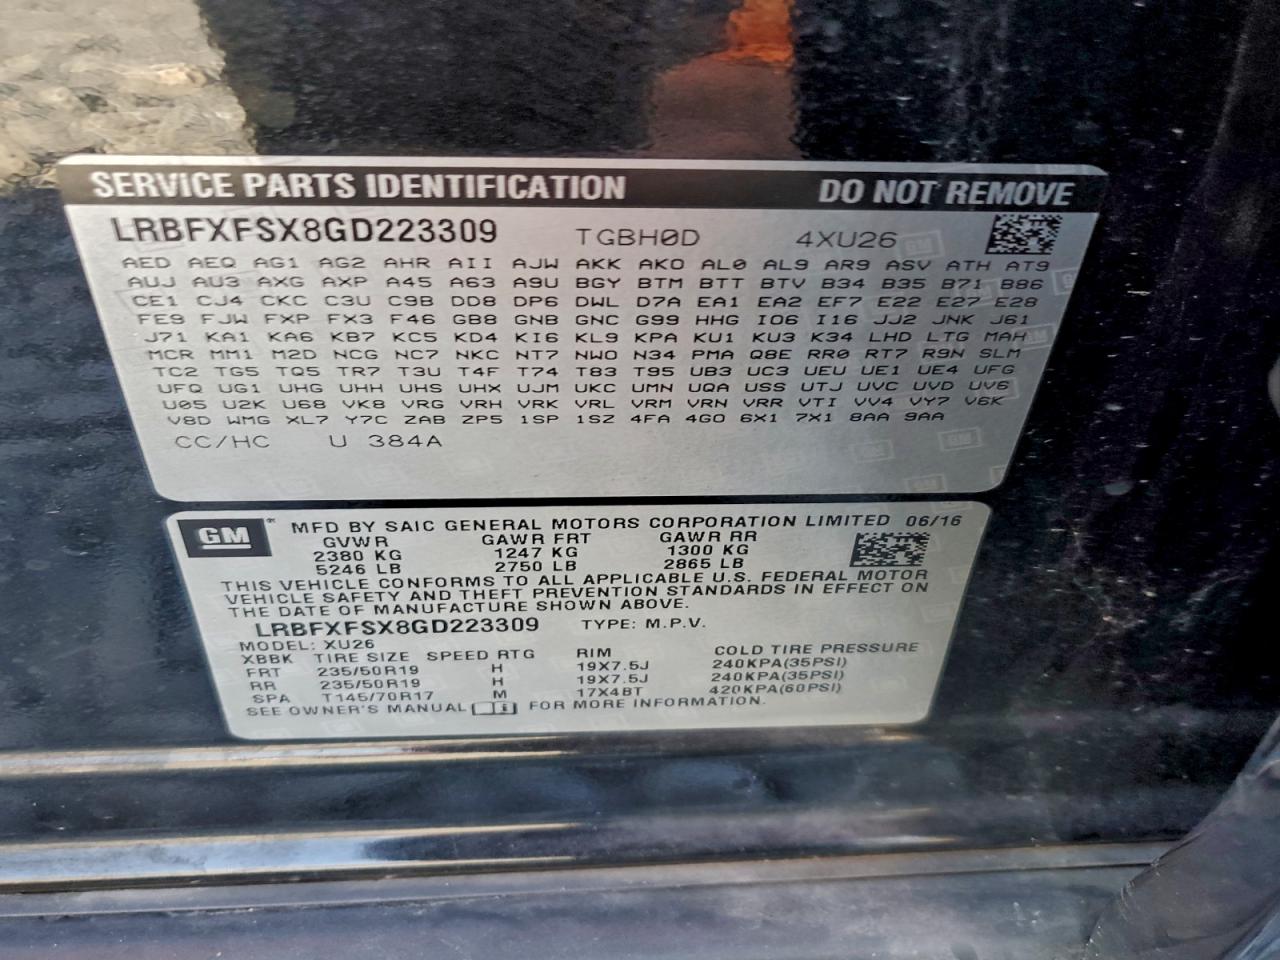 SERVICE PARTS IDENTIFICATION DO NOT REMOVE
LRBFXFSX8GD223309 TGBH0D 4XU26
AED AEQ AG1 AG2 AHR AII AJW AKK AKO AL0 AL9 AR9 ASV ATH AT9
AUJ AU3 AXG AXP A45 A63 A9U BGY BTM BTT BTV B34 B35 B71 B86
CE1 CJ4 CKC C3U C9B DD8 DP6 DWL D7A EA1 EA2 EF7 E22 E27 E28
FE9 FJW FXP FX3 F46 GB8 GNB GNC G99 HHG IO6 I16 JJ2 JNK J61
J71 KA1 KA6 KB7 KC5 KD4 KI6 KL9 KPA KU1 KU3 K34 LHD LTG MAH
MCR MM1 M2D NCG NC7 NKC NT7 NWO N34 PMA Q8E RR0 RT7 R9N SLM
TC2 TG5 TQ5 TR7 T3U T4F T74 T83 T95 UB3 UC3 UEU UE1 UE4 UFG
UFQ UG1 UHG UHH UHS UHX UJM UKC UMN UQA USS UTJ UVC UVD UV6
U05 U2K U68 VK8 VRG VRH VRK VRL VRM VRN VRR VTI VV4 VY7 V6K
V8D WMG XL7 Y7C ZAB ZP5 1SP 1SZ 4FA 4GO 6X1 7X1 8AA 9AA
CC/HC U 384A
GM MFD BY SAIC GENERAL MOTORS CORPORATION LIMITED 06/16
GVWR GAWR FRT GAWR RR
2380 KG 1247 KG 1300 KG
5246 LB 2750 LB 2865 LB
THIS VEHICLE CONFORMS TO ALL APPLICABLE U.S. FEDERAL MOTOR
VEHICLE SAFETY AND THEFT PREVENTION STANDARDS IN EFFECT ON
THE DATE OF MANUFACTURE SHOWN ABOVE.
LRBFXFSX8GD223309 TYPE: M.P.V.
MODEL: XU26
XBBK TIRE SIZE SPEED RTG RIM COLD TIRE PRESSURE
FRT 235/50R19 H 19X7.5J 240KPA(35PSI)
RR 235/50R19 H 19X7.5J 240KPA(35PSI)
SPA T145/70R17 M 17X4BT 420KPA(60PSI)
SEE OWNER'S MANUAL FOR MORE INFORMATION.